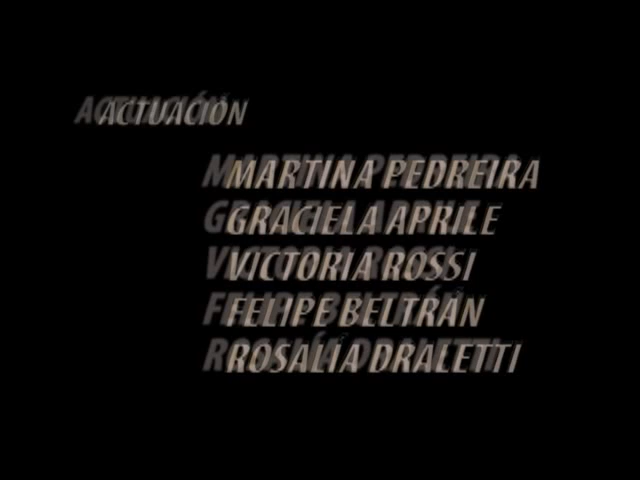 ACTUACIÓN
MARTINA PEDREIRA
GRACIELA APRILE
VICTORIA ROSSI
FELIPE BELTRÁN
ROSALÍA DRALETTI